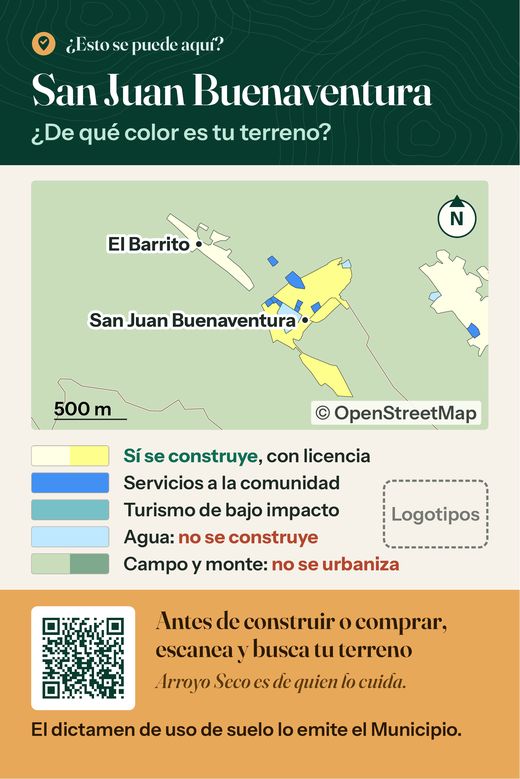 ¿Esto se puede aquí?
San Juan Buenaventura
¿De qué color es tu terreno?
N
El Barrito
San Juan Buenaventura
500 m
© OpenStreetMap
Sí se construye, con licencia
Servicios a la comunidad
Turismo de bajo impacto
Agua: no se construye
Campo y monte: no se urbaniza
Logotipos
Antes de construir o comprar,
escanea y busca tu terreno
Arroyo Seco es de quien lo cuida.
El dictamen de uso de suelo lo emite el Municipio.